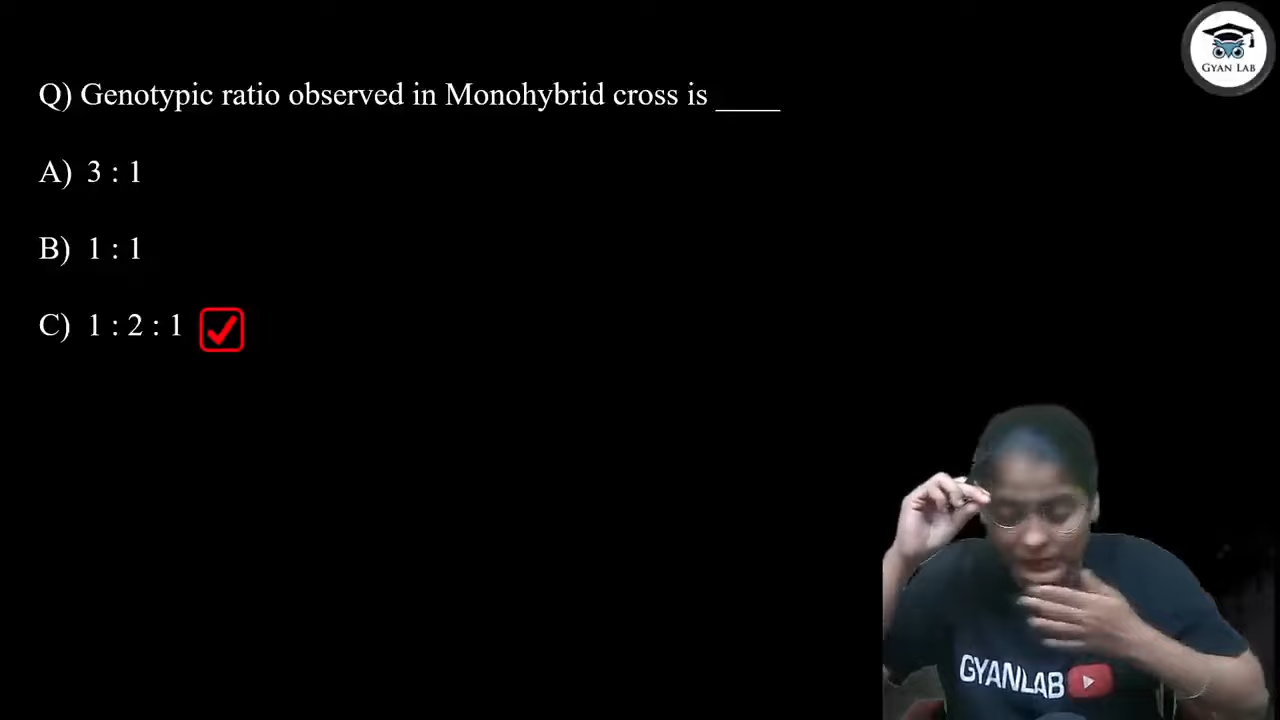 GYAN LAB
Q) Genotypic ratio observed in Monohybrid cross is ____
A) 3 : 1
B) 1 : 1
C) 1 : 2 : 1
GYANLAB